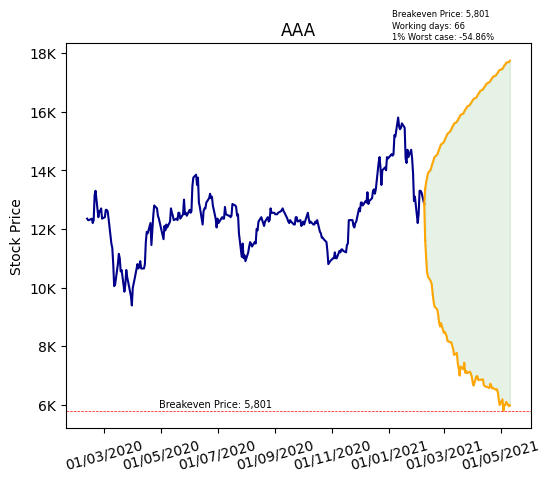 Breakeven Price: 5,801
Working days: 66
1% Worst case: -54.86%
AAA
18K
16K
14K
12K
10K
8K
6K
Stock Price
Breakeven Price: 5,801
01/03/2020
01/05/2020
01/07/2020
01/09/2020
01/11/2020
01/01/2021
01/03/2021
01/05/2021